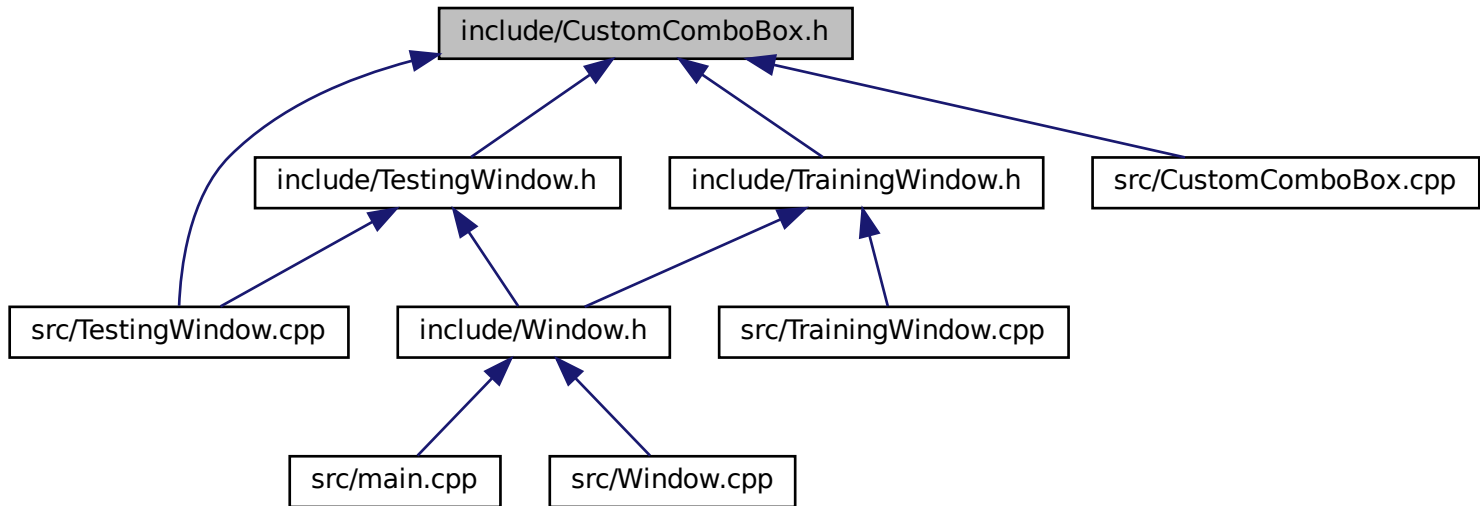 include/CustomComboBox.h
include/TestingWindow.h
include/TrainingWindow.h
src/CustomComboBox.cpp
src/TestingWindow.cpp
include/Window.h
src/TrainingWindow.cpp
src/main.cpp
src/Window.cpp